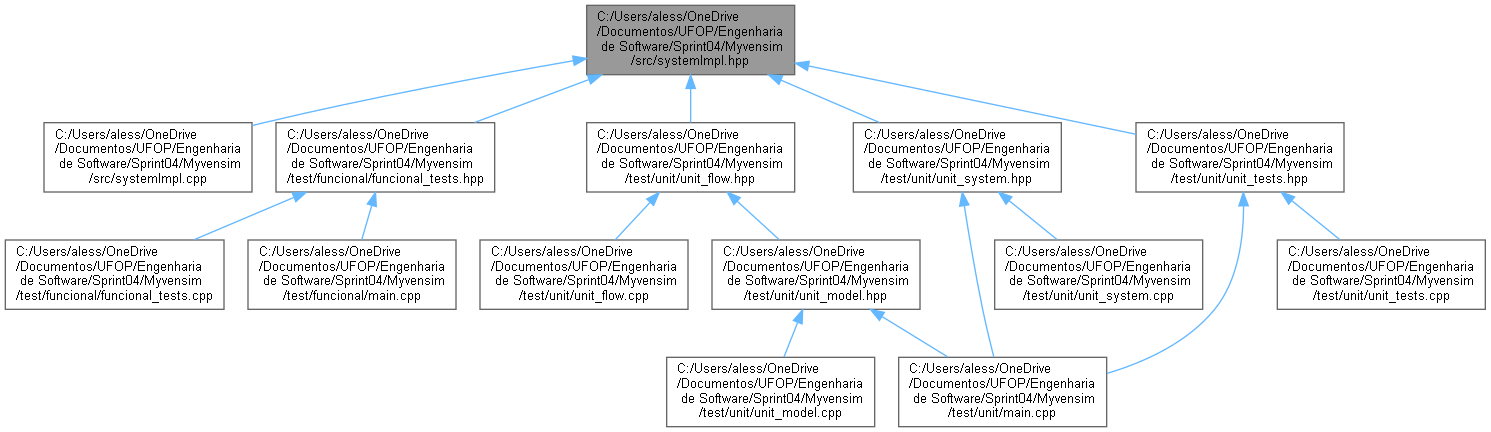 C:/Users/aless/OneDrive
/Documentos/UFOP/Engenharia
de Software/Sprint04/Myvensim
/src/systemImpl.hpp
C:/Users/aless/OneDrive
/Documentos/UFOP/Engenharia
de Software/Sprint04/Myvensim
/src/systemImpl.cpp
C:/Users/aless/OneDrive
/Documentos/UFOP/Engenharia
de Software/Sprint04/Myvensim
/test/funcional/funcional_tests.hpp
C:/Users/aless/OneDrive
/Documentos/UFOP/Engenharia
de Software/Sprint04/Myvensim
/test/unit/unit_flow.hpp
C:/Users/aless/OneDrive
/Documentos/UFOP/Engenharia
de Software/Sprint04/Myvensim
/test/unit/unit_system.hpp
C:/Users/aless/OneDrive
/Documentos/UFOP/Engenharia
de Software/Sprint04/Myvensim
/test/unit/unit_tests.hpp
C:/Users/aless/OneDrive
/Documentos/UFOP/Engenharia
de Software/Sprint04/Myvensim
/test/funcional/funcional_tests.cpp
C:/Users/aless/OneDrive
/Documentos/UFOP/Engenharia
de Software/Sprint04/Myvensim
/test/funcional/main.cpp
C:/Users/aless/OneDrive
/Documentos/UFOP/Engenharia
de Software/Sprint04/Myvensim
/test/unit/unit_flow.cpp
C:/Users/aless/OneDrive
/Documentos/UFOP/Engenharia
de Software/Sprint04/Myvensim
/test/unit/unit_model.hpp
C:/Users/aless/OneDrive
/Documentos/UFOP/Engenharia
de Software/Sprint04/Myvensim
/test/unit/unit_system.cpp
C:/Users/aless/OneDrive
/Documentos/UFOP/Engenharia
de Software/Sprint04/Myvensim
/test/unit/unit_tests.cpp
C:/Users/aless/OneDrive
/Documentos/UFOP/Engenharia
de Software/Sprint04/Myvensim
/test/unit/unit_model.cpp
C:/Users/aless/OneDrive
/Documentos/UFOP/Engenharia
de Software/Sprint04/Myvensim
/test/unit/main.cpp